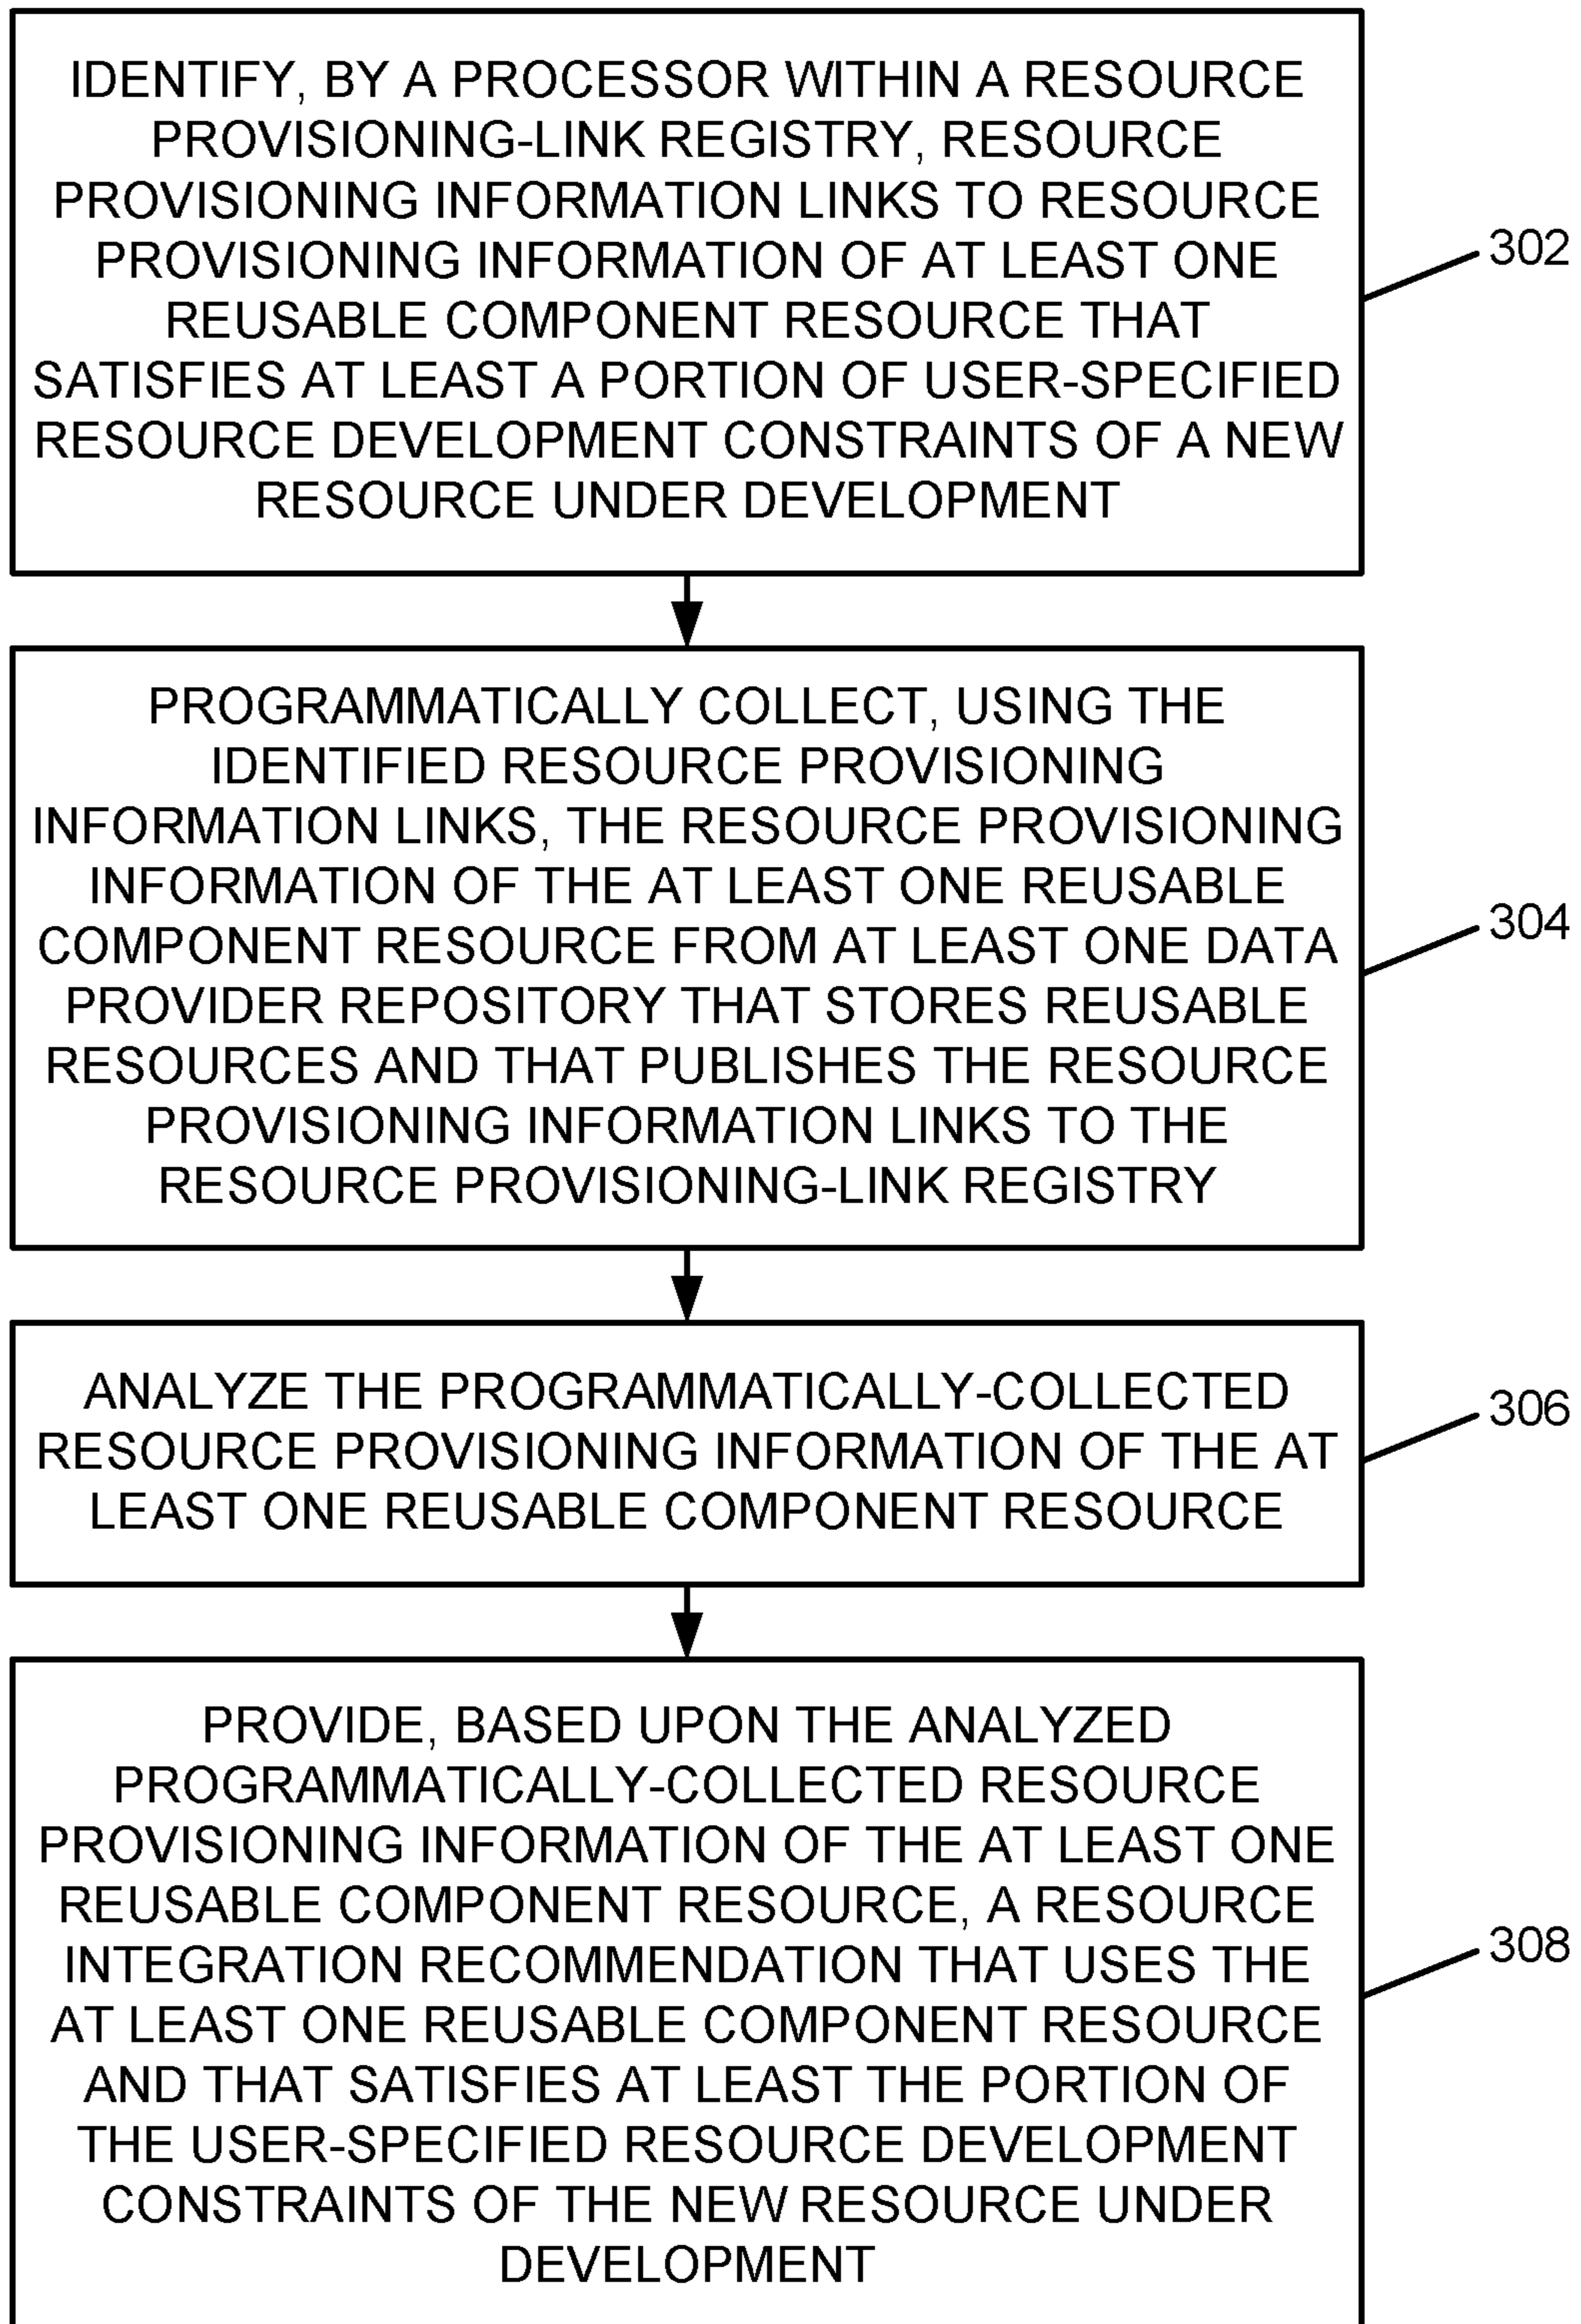 IDENTIFY, BY A PROCESSOR WITHIN A RESOURCE
PROVISIONING-LINK REGISTRY, RESOURCE
PROVISIONING INFORMATION LINKS TO RESOURCE
PROVISIONING INFORMATION OF AT LEAST ONE
REUSABLE COMPONENT RESOURCE THAT
SATISFIES AT LEAST A PORTION OF USER-SPECIFIED
RESOURCE DEVELOPMENT CONSTRAINTS OF A NEW
RESOURCE UNDER DEVELOPMENT
302
PROGRAMMATICALLY COLLECT, USING THE
IDENTIFIED RESOURCE PROVISIONING
INFORMATION LINKS, THE RESOURCE PROVISIONING
INFORMATION OF THE AT LEAST ONE REUSABLE
COMPONENT RESOURCE FROM AT LEAST ONE DATA
PROVIDER REPOSITORY THAT STORES REUSABLE
RESOURCES AND THAT PUBLISHES THE RESOURCE
PROVISIONING INFORMATION LINKS TO THE
RESOURCE PROVISIONING-LINK REGISTRY
304
ANALYZE THE PROGRAMMATICALLY-COLLECTED
RESOURCE PROVISIONING INFORMATION OF THE AT
LEAST ONE REUSABLE COMPONENT RESOURCE
306
PROVIDE, BASED UPON THE ANALYZED
PROGRAMMATICALLY-COLLECTED RESOURCE
PROVISIONING INFORMATION OF THE AT LEAST ONE
REUSABLE COMPONENT RESOURCE, A RESOURCE
INTEGRATION RECOMMENDATION THAT USES THE
AT LEAST ONE REUSABLE COMPONENT RESOURCE
AND THAT SATISFIES AT LEAST THE PORTION OF
THE USER-SPECIFIED RESOURCE DEVELOPMENT
CONSTRAINTS OF THE NEW RESOURCE UNDER
DEVELOPMENT
308